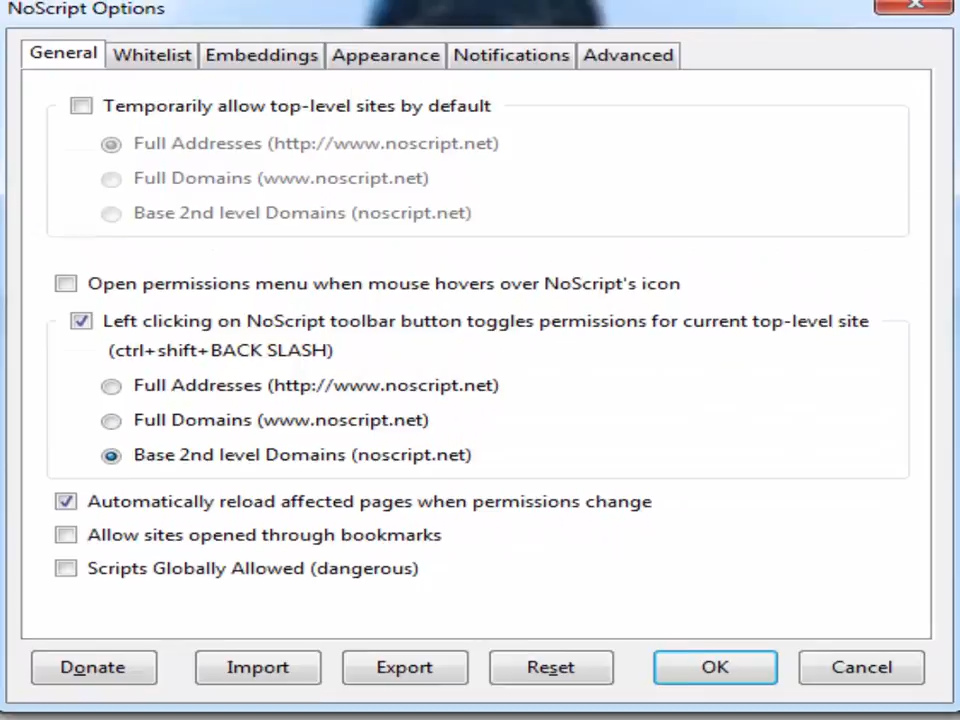 NoScript Options
General
Whitelist
Embeddings
Appearance
Notifications
Advanced
Temporarily allow top-level sites by default
Full Addresses (http://www.noscript.net)
Full Domains (www.noscript.net)
Base 2nd level Domains (noscript.net)
Open permissions menu when mouse hovers over NoScript's icon
Left clicking on NoScript toolbar button toggles permissions for current top-level site
(ctrl+shift+BACK SLASH)
Full Addresses (http://www.noscript.net)
Full Domains (www.noscript.net)
Base 2nd level Domains (noscript.net)
Automatically reload affected pages when permissions change
Allow sites opened through bookmarks
Scripts Globally Allowed (dangerous)
Donate
Import
Export
Reset
OK
Cancel